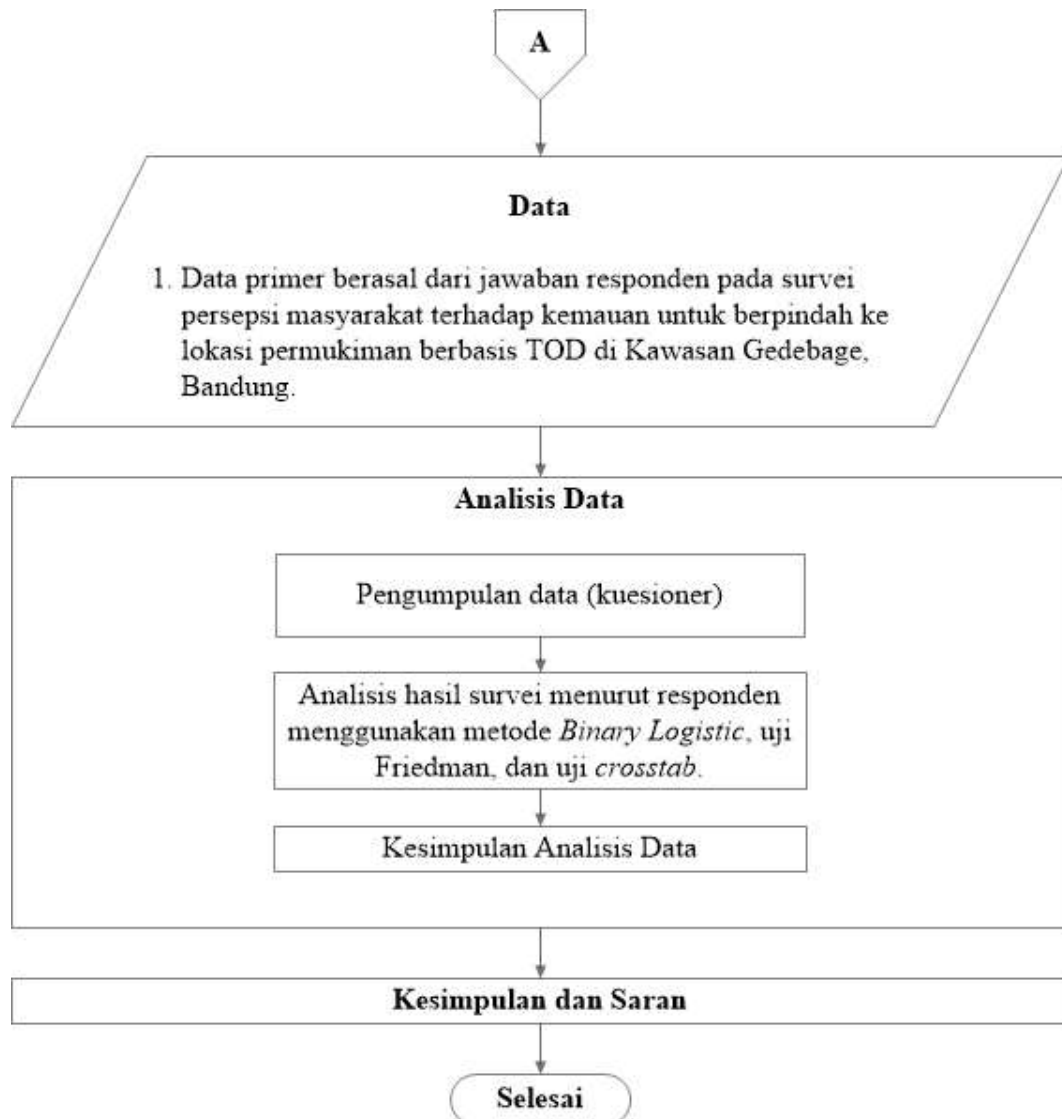 A
Data
1. Data primer berasal dari jawaban responden pada survei
persepsi masyarakat terhadap kemauan untuk berpindah ke
lokasi permukiman berbasis TOD di Kawasan Gedebage,
Bandung.
Analisis Data
Pengumpulan data (kuesioner)
Analisis hasil survei menurut responden
menggunakan metode Binary Logistic, uji
Friedman, dan uji crosstab.
Kesimpulan Analisis Data
Kesimpulan dan Saran
Selesai